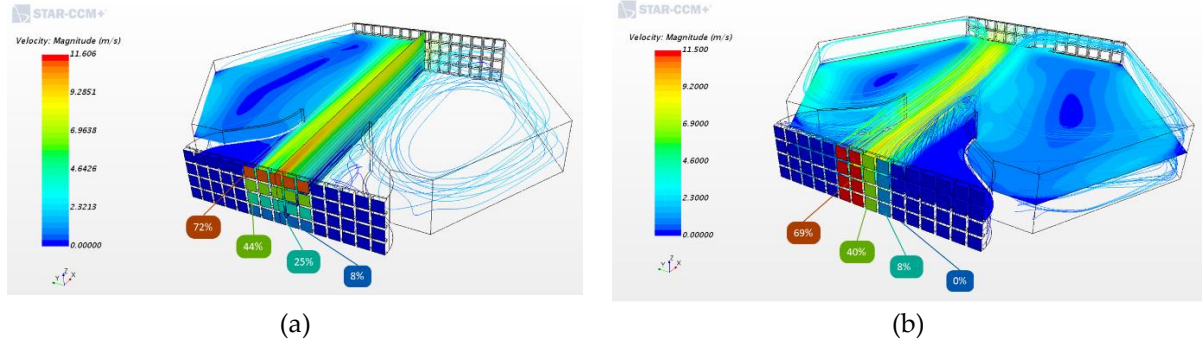 STAR-CCM+
Velocity: Magnitude (m/s)
11.606
9.2851
6.9638
4.6426
2.3213
0.00000
72%
44%
25%
8%
Z
Y
X
(a)
STAR-CCM+
Velocity: Magnitude (m/s)
11.500
9.2000
6.9000
4.6000
2.3000
0.00000
69%
40%
8%
0%
Z
Y
X
(b)